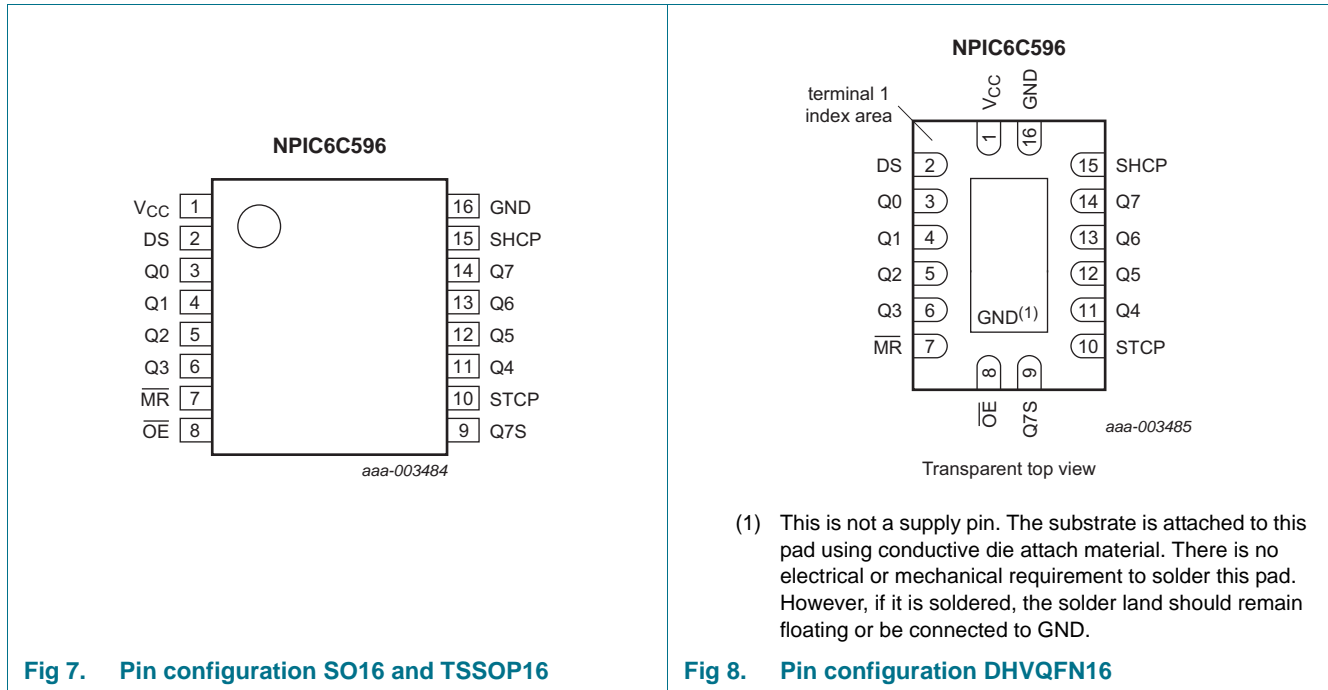 NPIC6C596
VCC 1
DS 2
Q0 3
Q1 4
Q2 5
Q3 6
MR 7
OE 8
16 GND
15 SHCP
14 Q7
13 Q6
12 Q5
11 Q4
10 STCP
9 Q7S
aaa-003484
Fig 7. Pin configuration SO16 and TSSOP16
NPIC6C596
terminal 1
index area
VCC
GND
1
16
DS 2
Q0 3
Q1 4
Q2 5
Q3 6
MR 7
15 SHCP
14 Q7
13 Q6
12 Q5
11 Q4
10 STCP
GND(1)
8
9
OE
Q7S
aaa-003485
Transparent top view
(1) This is not a supply pin. The substrate is attached to this
pad using conductive die attach material. There is no
electrical or mechanical requirement to solder this pad.
However, if it is soldered, the solder land should remain
floating or be connected to GND.
Fig 8. Pin configuration DHVQFN16